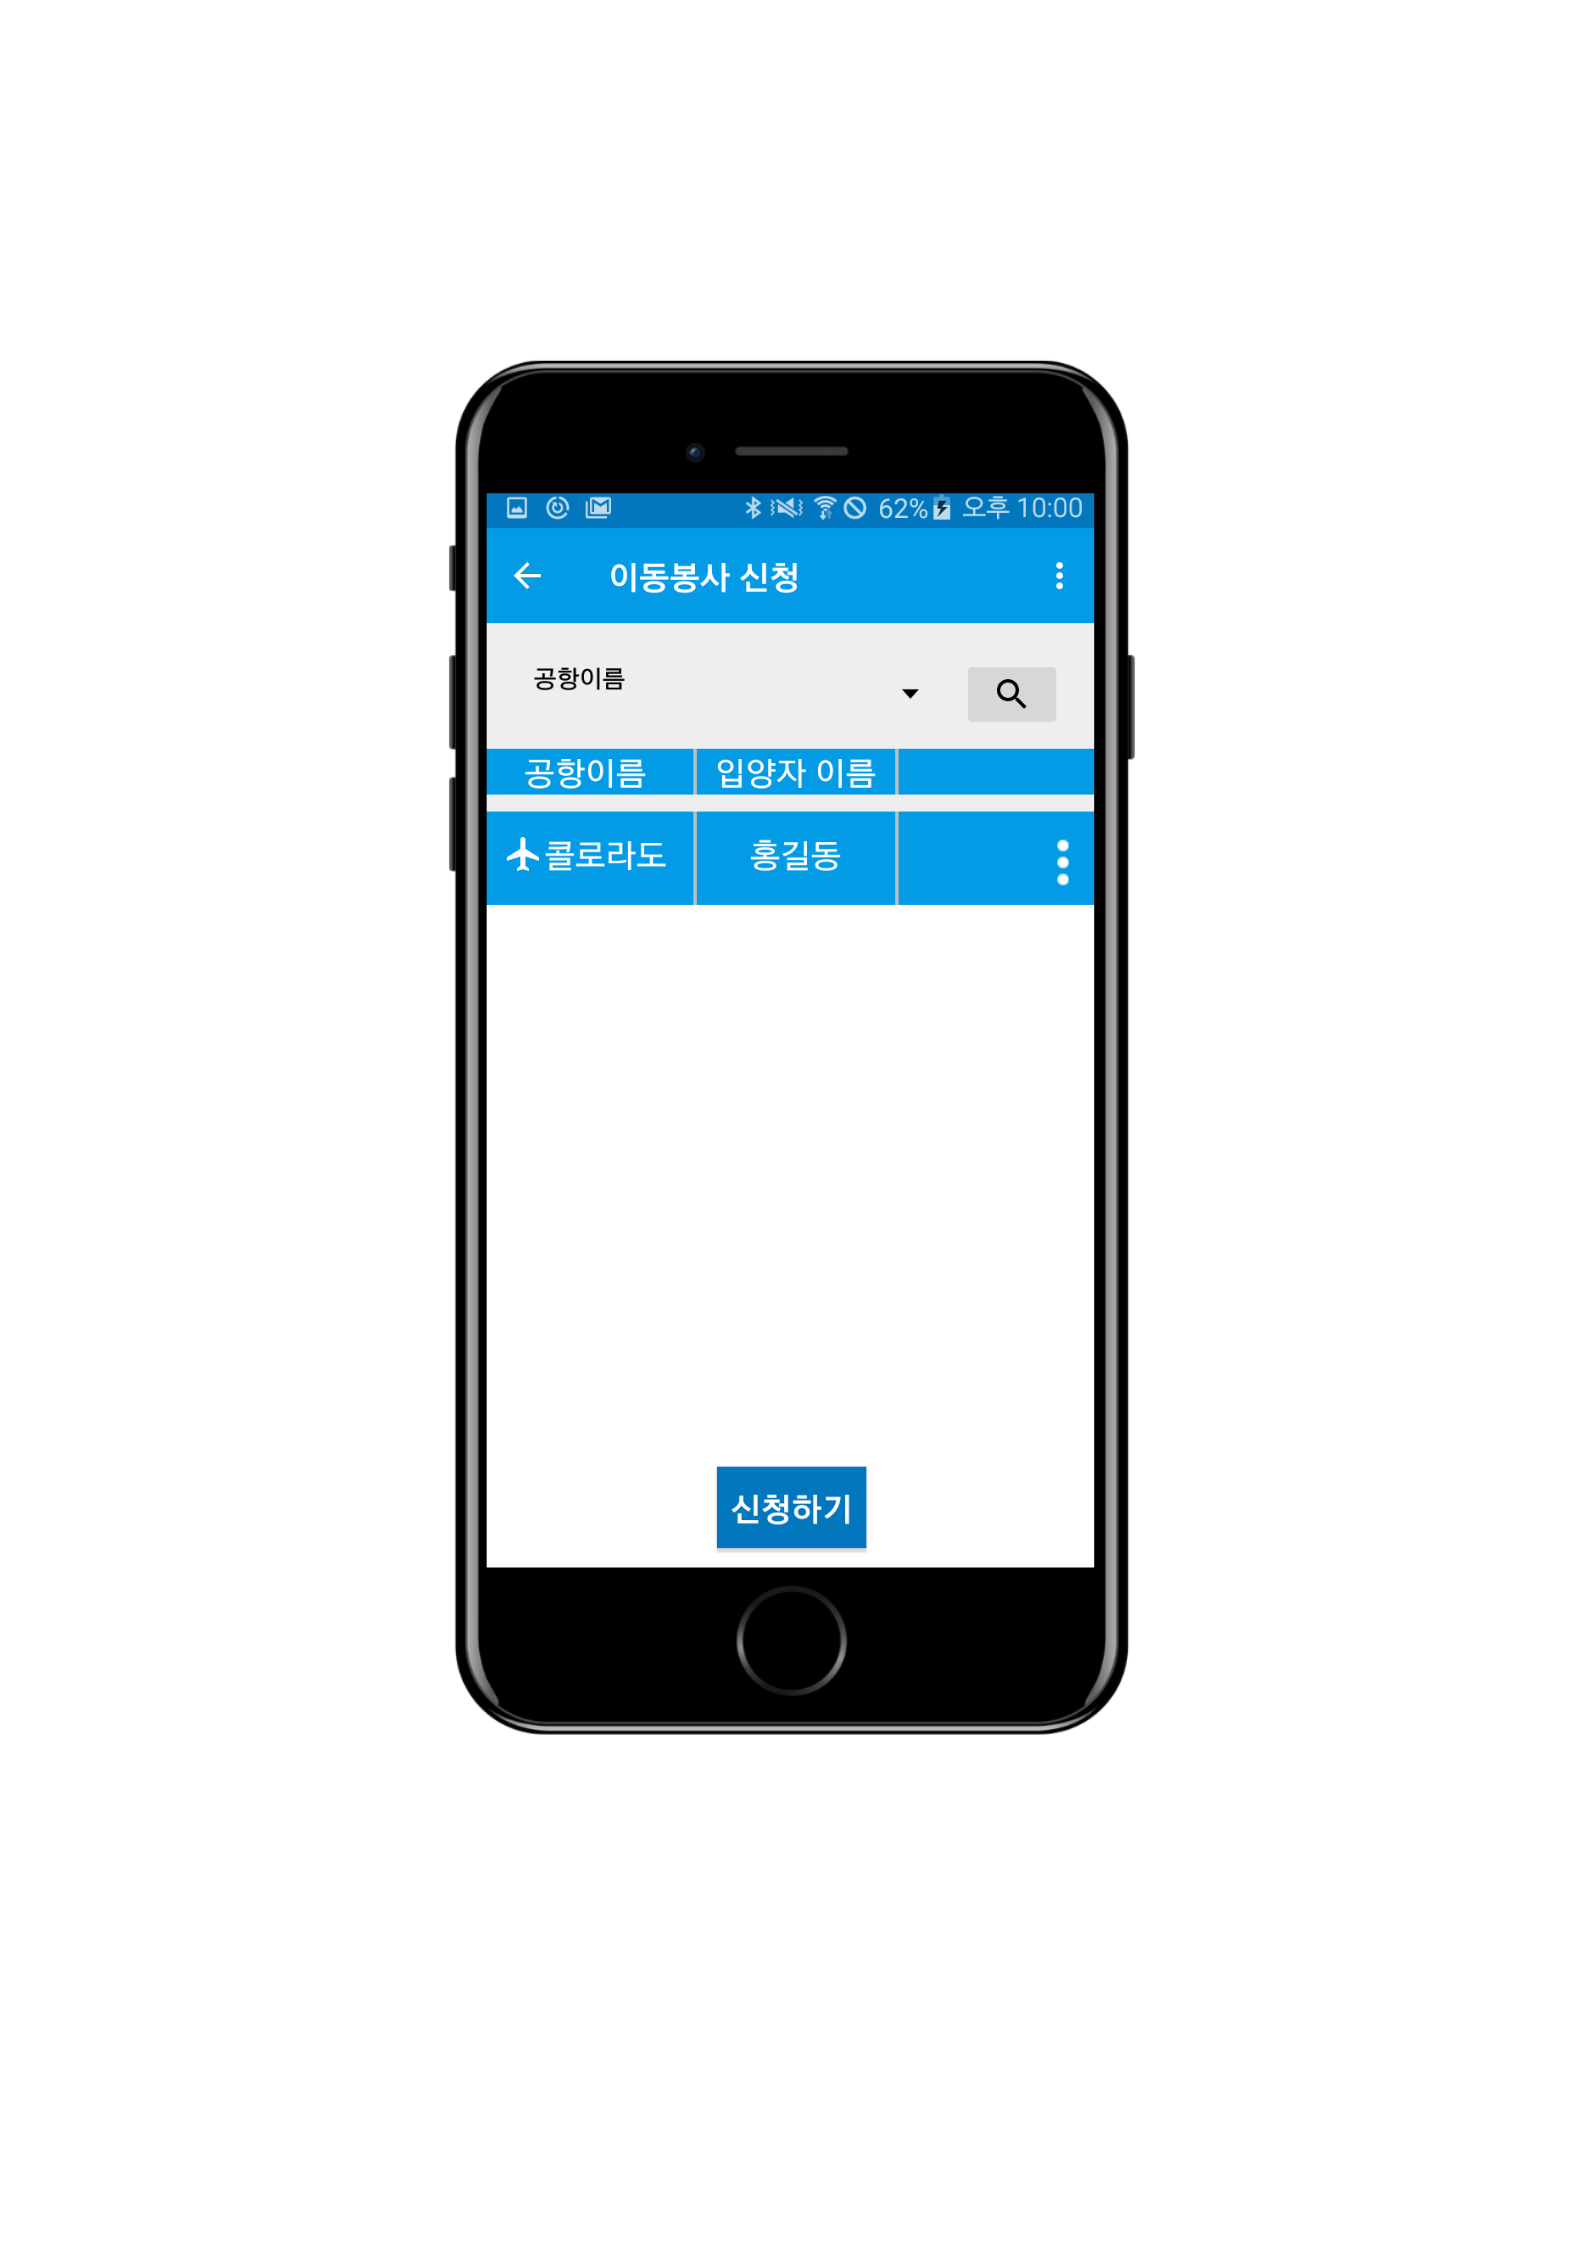 62% 오후 10:00
이동봉사 신청
공항이름
공항이름 입양자 이름
콜로라도 홍길동
신청하기